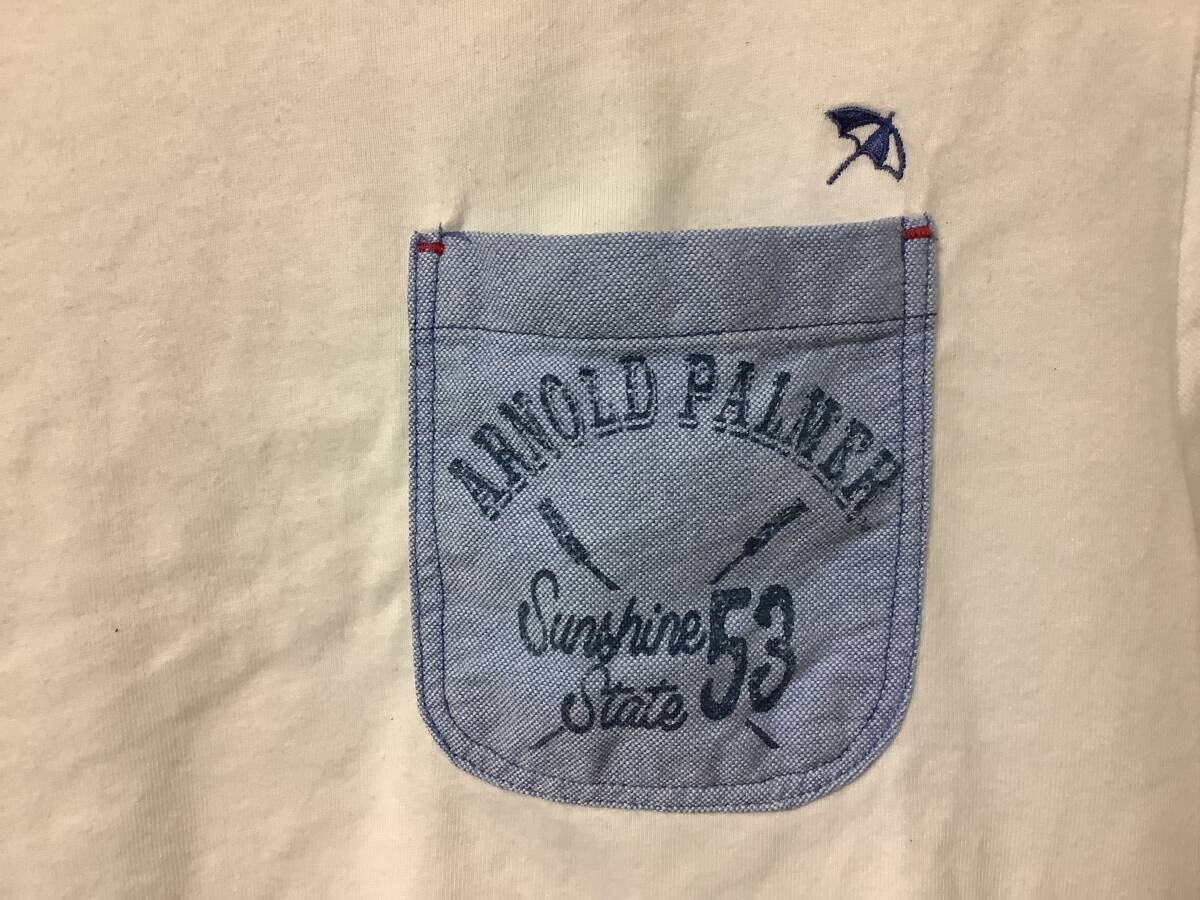 ARNOLD PALMER
Sunshine 53
State